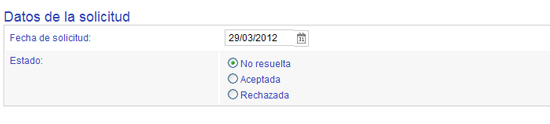 Datos de la solicitud
Fecha de solicitud: 29/03/2012
Estado: No resuelta
Aceptada
Rechazada